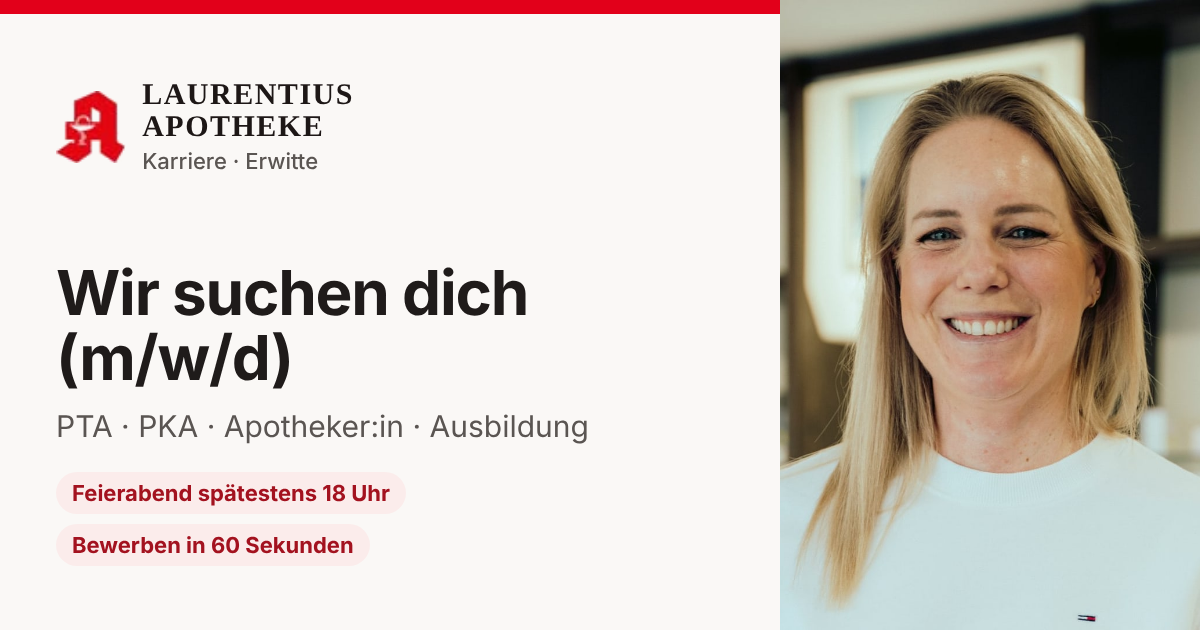 LAURENTIUS
APOTHEKE
Karriere · Erwitte
Wir suchen dich
(m/w/d)
PTA · PKA · Apotheker:in · Ausbildung
Feierabend spätestens 18 Uhr
Bewerben in 60 Sekunden